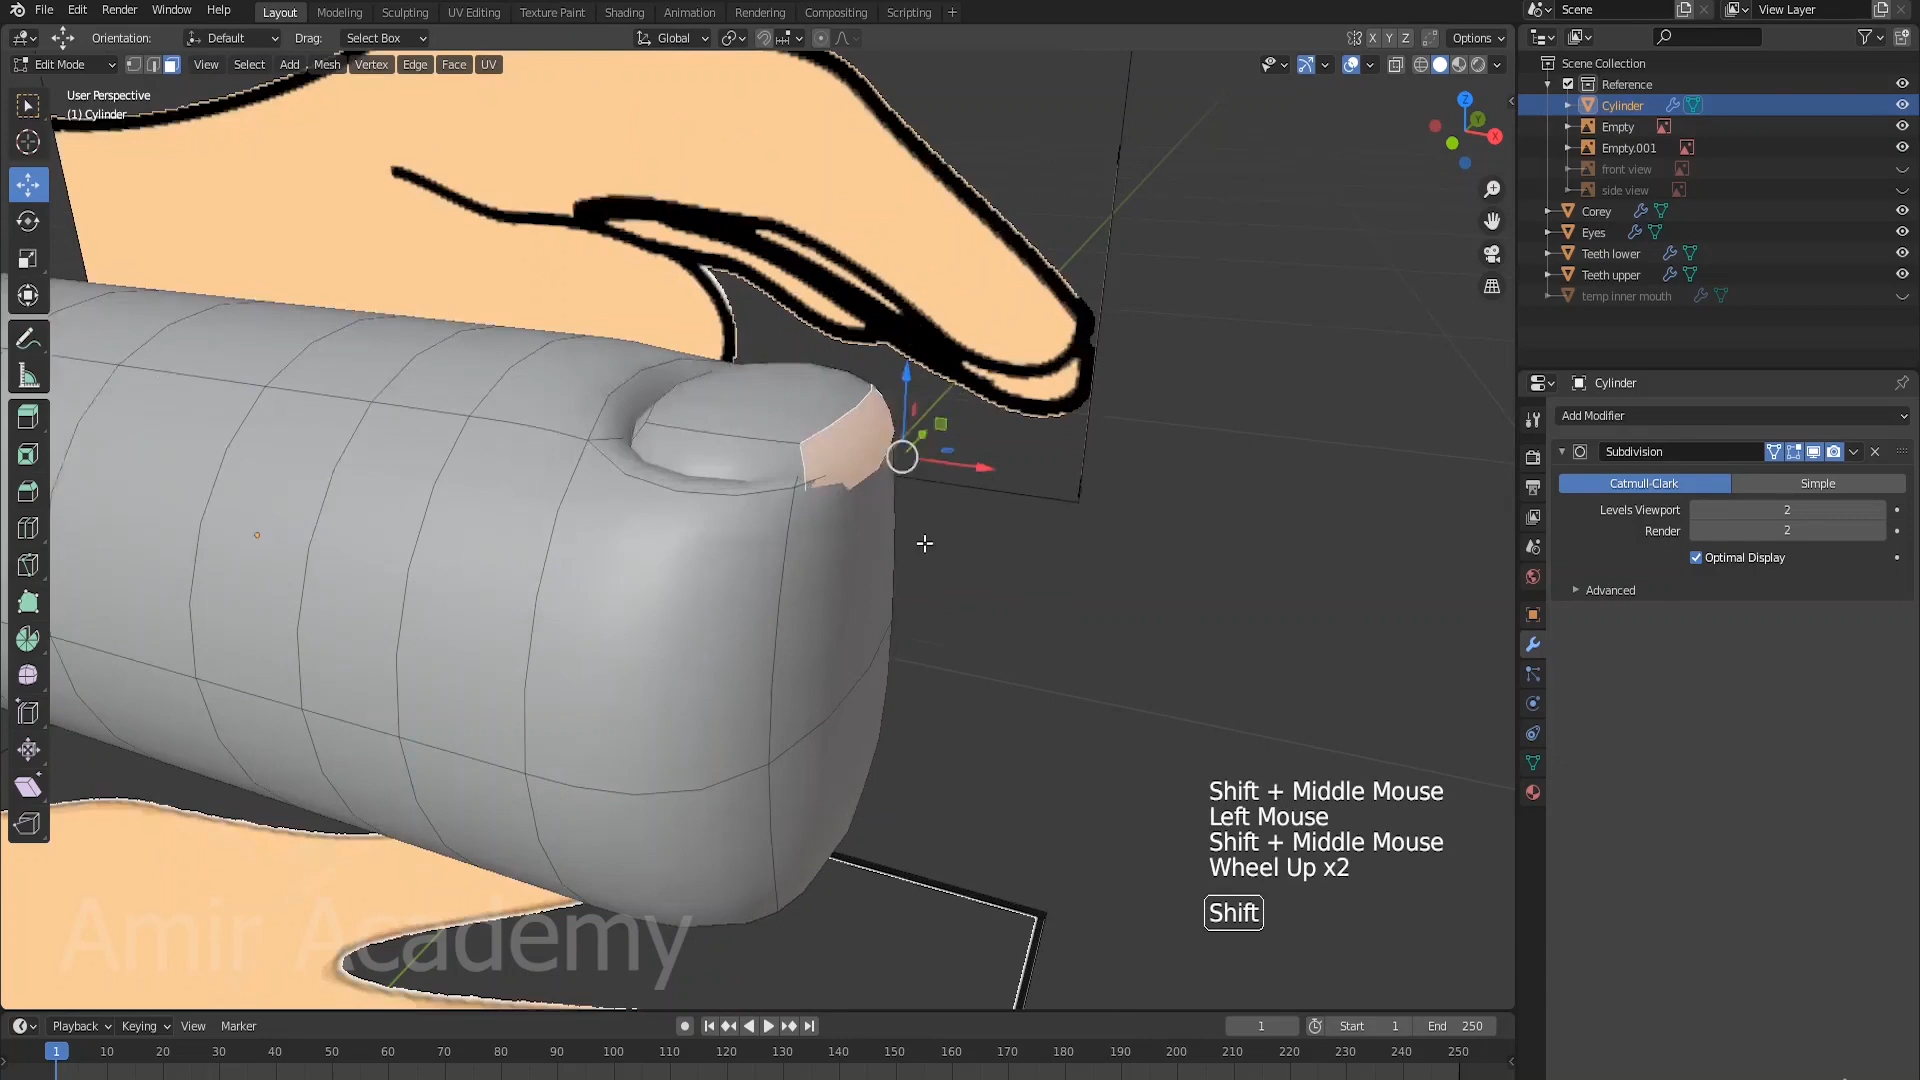 File Edit Render Window Help Layout Modeling Sculpting UV Editing Texture Paint Shading Animation Rendering Compositing Scripting + Scene View Layer
Orientation: Default Drag: Select Box Global X Y Z Options
Edit Mode View Select Add Mesh Vertex Edge Face UV
User Perspective
(1) Cylinder
Z
Y
X
Scene Collection
Reference
Cylinder
Empty
Empty.001
front view
side view
Corey
Eyes
Teeth lower
Teeth upper
temp inner mouth
Cylinder
Add Modifier
Subdivision
Catmull-Clark Simple
Levels Viewport 2
Render 2
Optimal Display
Advanced
Shift + Middle Mouse
Left Mouse
Shift + Middle Mouse
Wheel Up x2
Shift
Amir Academy
Playback Keying View Marker 1 Start 1 End 250
1 10 20 30 40 50 60 70 80 90 100 110 120 130 140 150 160 170 180 190 200 210 220 230 240 250